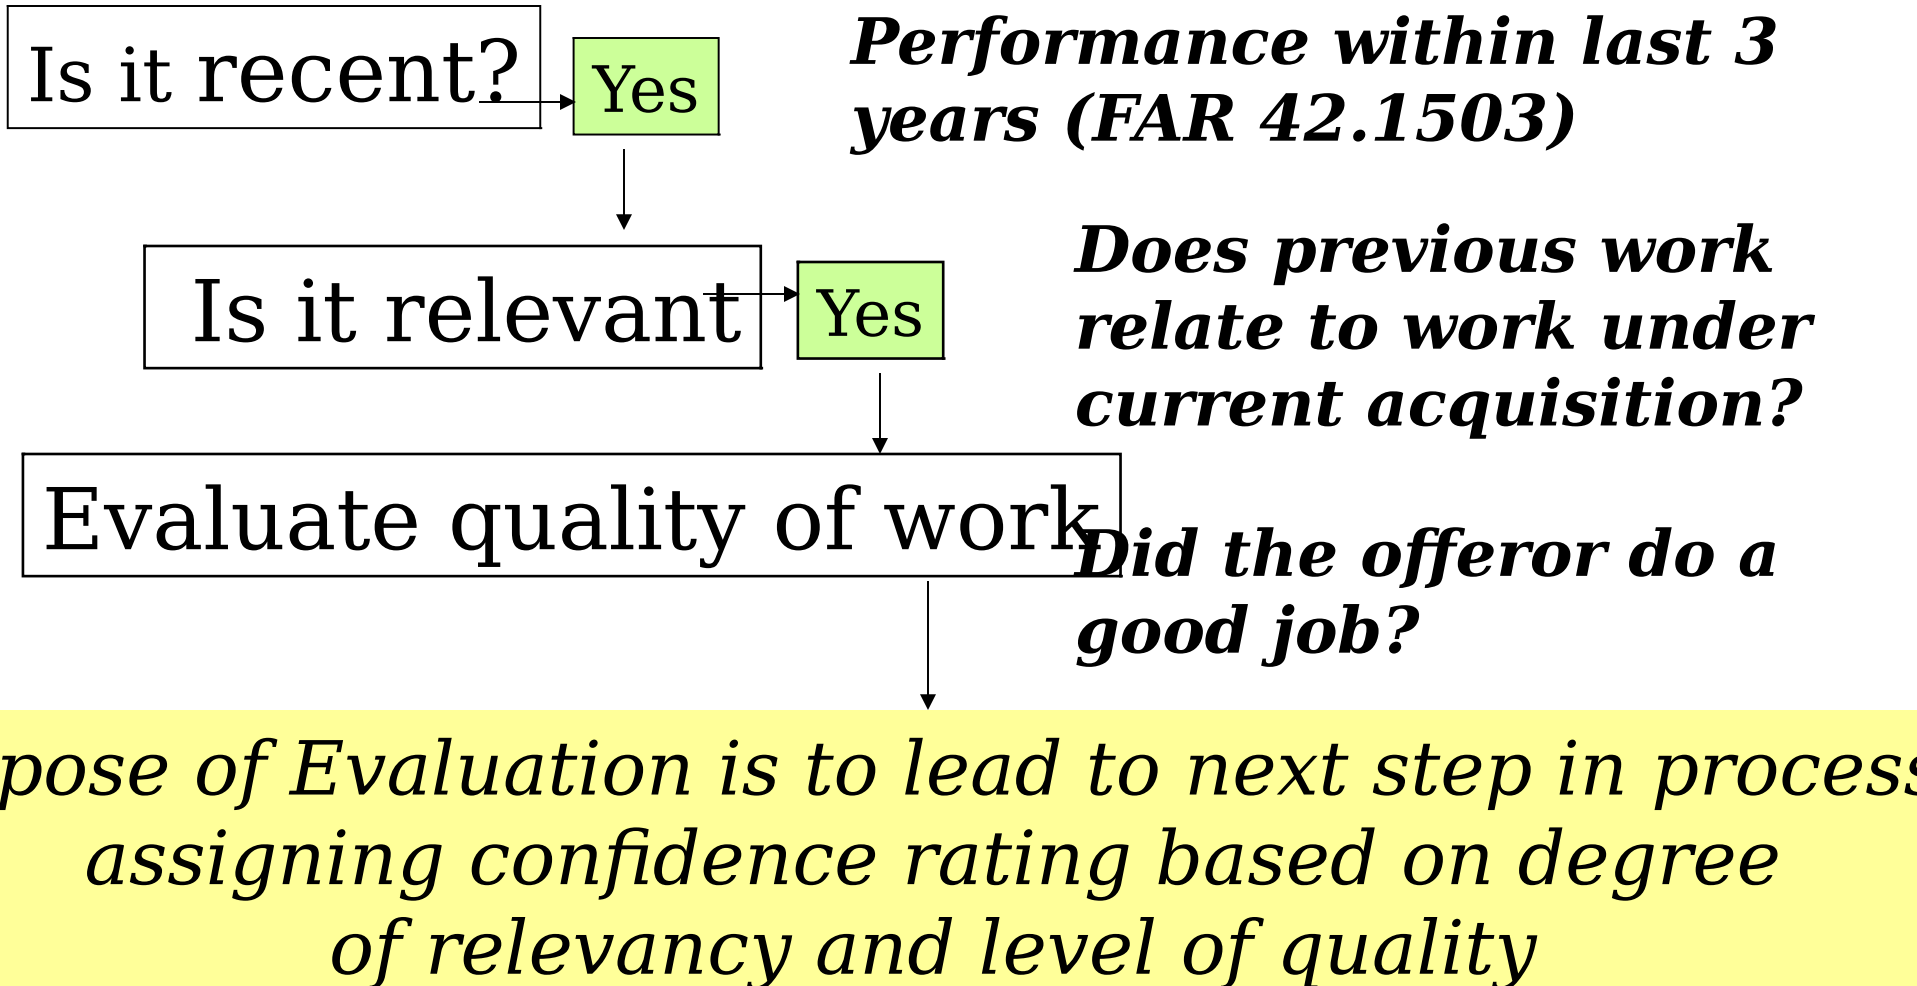 Is it recent?
Yes
Performance within last 3
years (FAR 42.1503)
Is it relevant
Yes
Does previous work
relate to work under
current acquisition?
Evaluate quality of work
Did the offeror do a
good job?
pose of Evaluation is to lead to next step in process
assigning confidence rating based on degree
of relevancy and level of quality